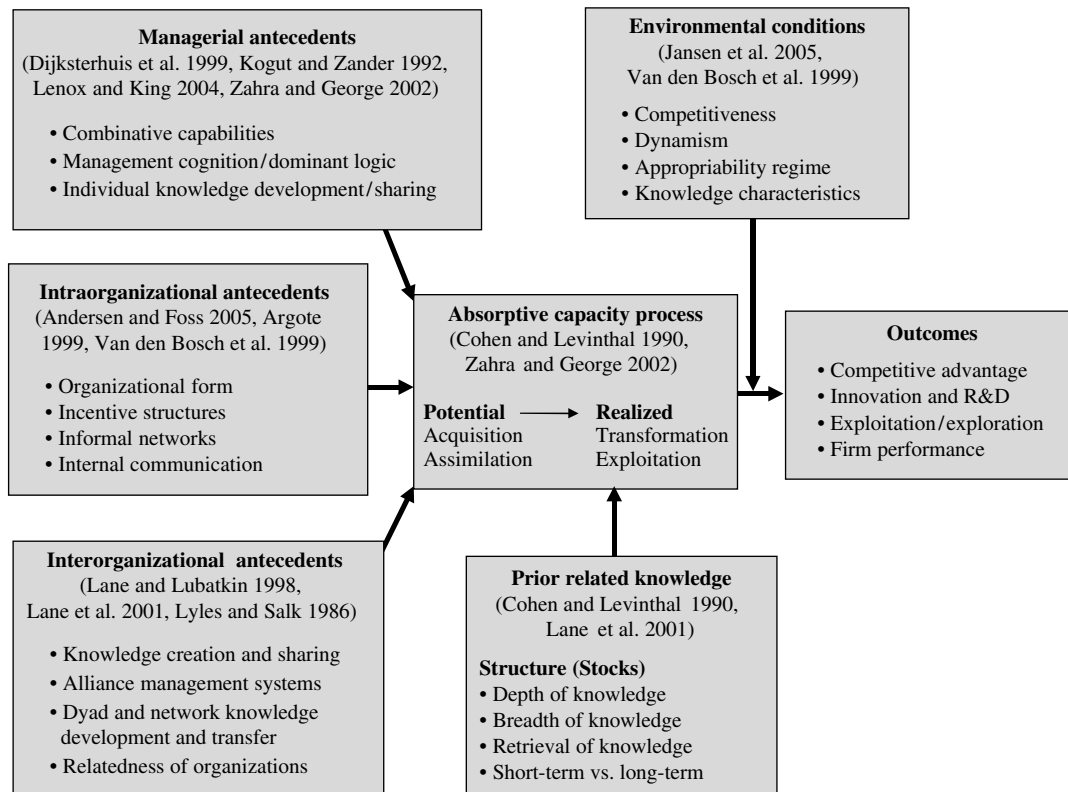 Managerial antecedents
(Dijksterhuis et al. 1999, Kogut and Zander 1992,
Lenox and King 2004, Zahra and George 2002)
• Combinative capabilities
• Management cognition/dominant logic
• Individual knowledge development/sharing
Environmental conditions
(Jansen et al. 2005,
Van den Bosch et al. 1999)
• Competitiveness
• Dynamism
• Appropriability regime
• Knowledge characteristics
Intraorganizational antecedents
(Andersen and Foss 2005, Argote
1999, Van den Bosch et al. 1999)
• Organizational form
• Incentive structures
• Informal networks
• Internal communication
Absorptive capacity process
(Cohen and Levinthal 1990,
Zahra and George 2002)
Potential Realized
Acquisition Transformation
Assimilation Exploitation
Outcomes
• Competitive advantage
• Innovation and R&D
• Exploitation/exploration
• Firm performance
Interorganizational antecedents
(Lane and Lubatkin 1998,
Lane et al. 2001, Lyles and Salk 1986)
• Knowledge creation and sharing
• Alliance management systems
• Dyad and network knowledge
development and transfer
• Relatedness of organizations
Prior related knowledge
(Cohen and Levinthal 1990,
Lane et al. 2001)
Structure (Stocks)
• Depth of knowledge
• Breadth of knowledge
• Retrieval of knowledge
• Short-term vs. long-term